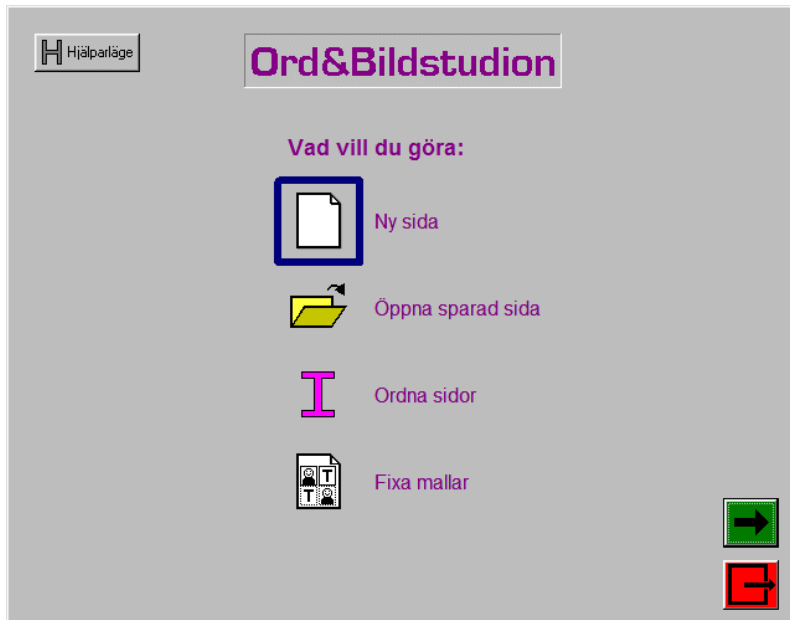 Hjälparläge
Ord&Bildstudion
Vad vill du göra:
Ny sida
Öppna sparad sida
Ordna sidor
T
T
Fixa mallar